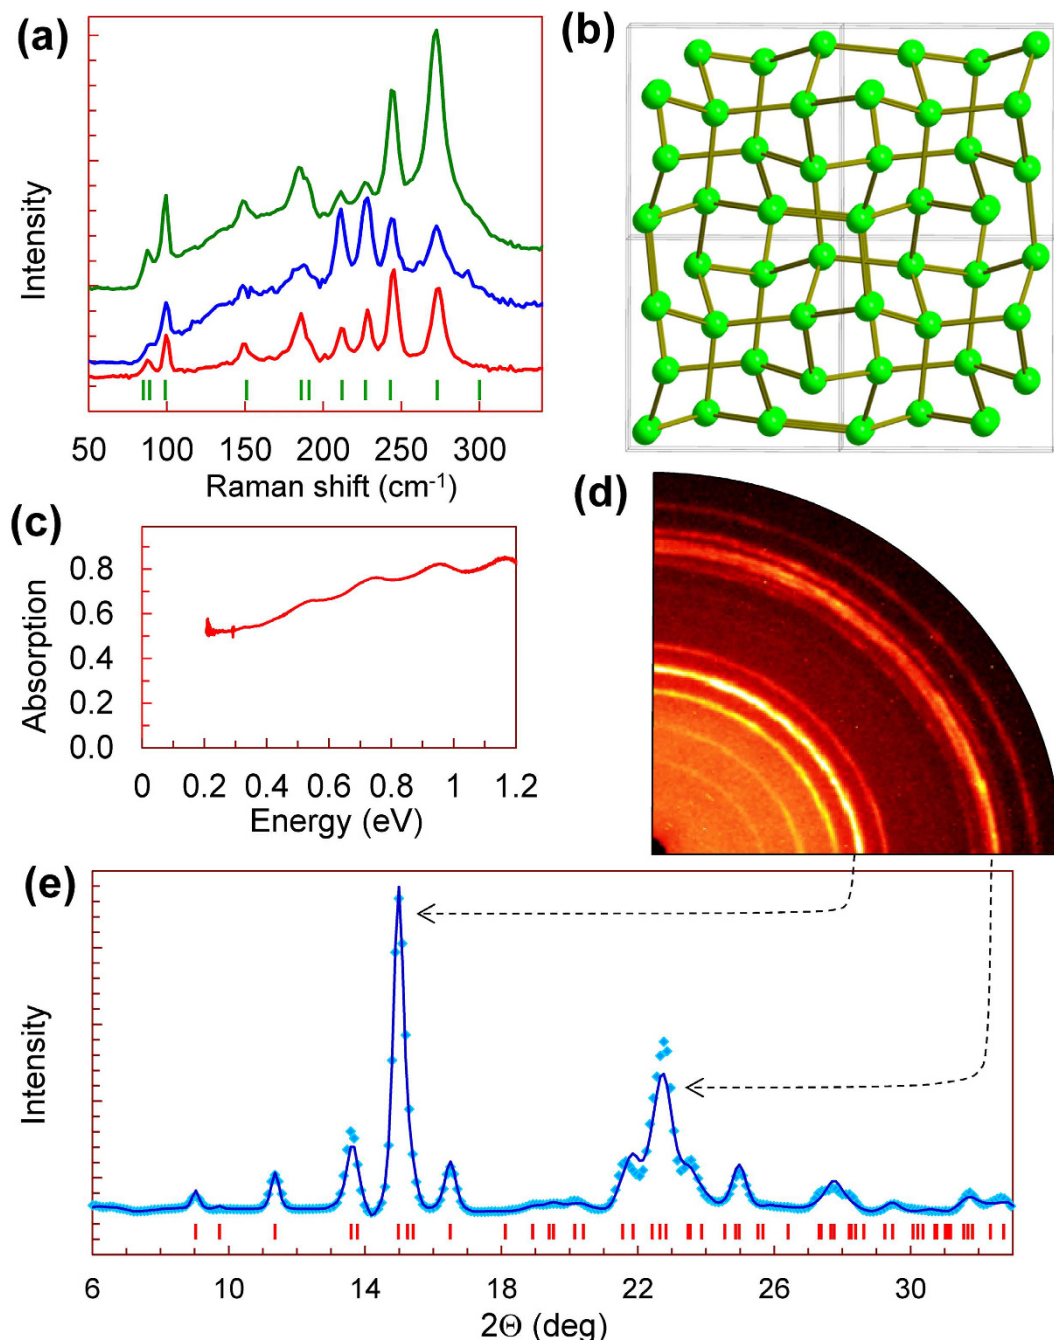 (a)
Intensity
50 100 150 200 250 300
Raman shift (cm-1)
(b)
(c)
Absorption
0.8
0.6
0.4
0.2
0.0
0 0.2 0.4 0.6 0.8 1 1.2
Energy (eV)
(d)
(e)
Intensity
6 10 14 18 22 26 30
2Θ (deg)